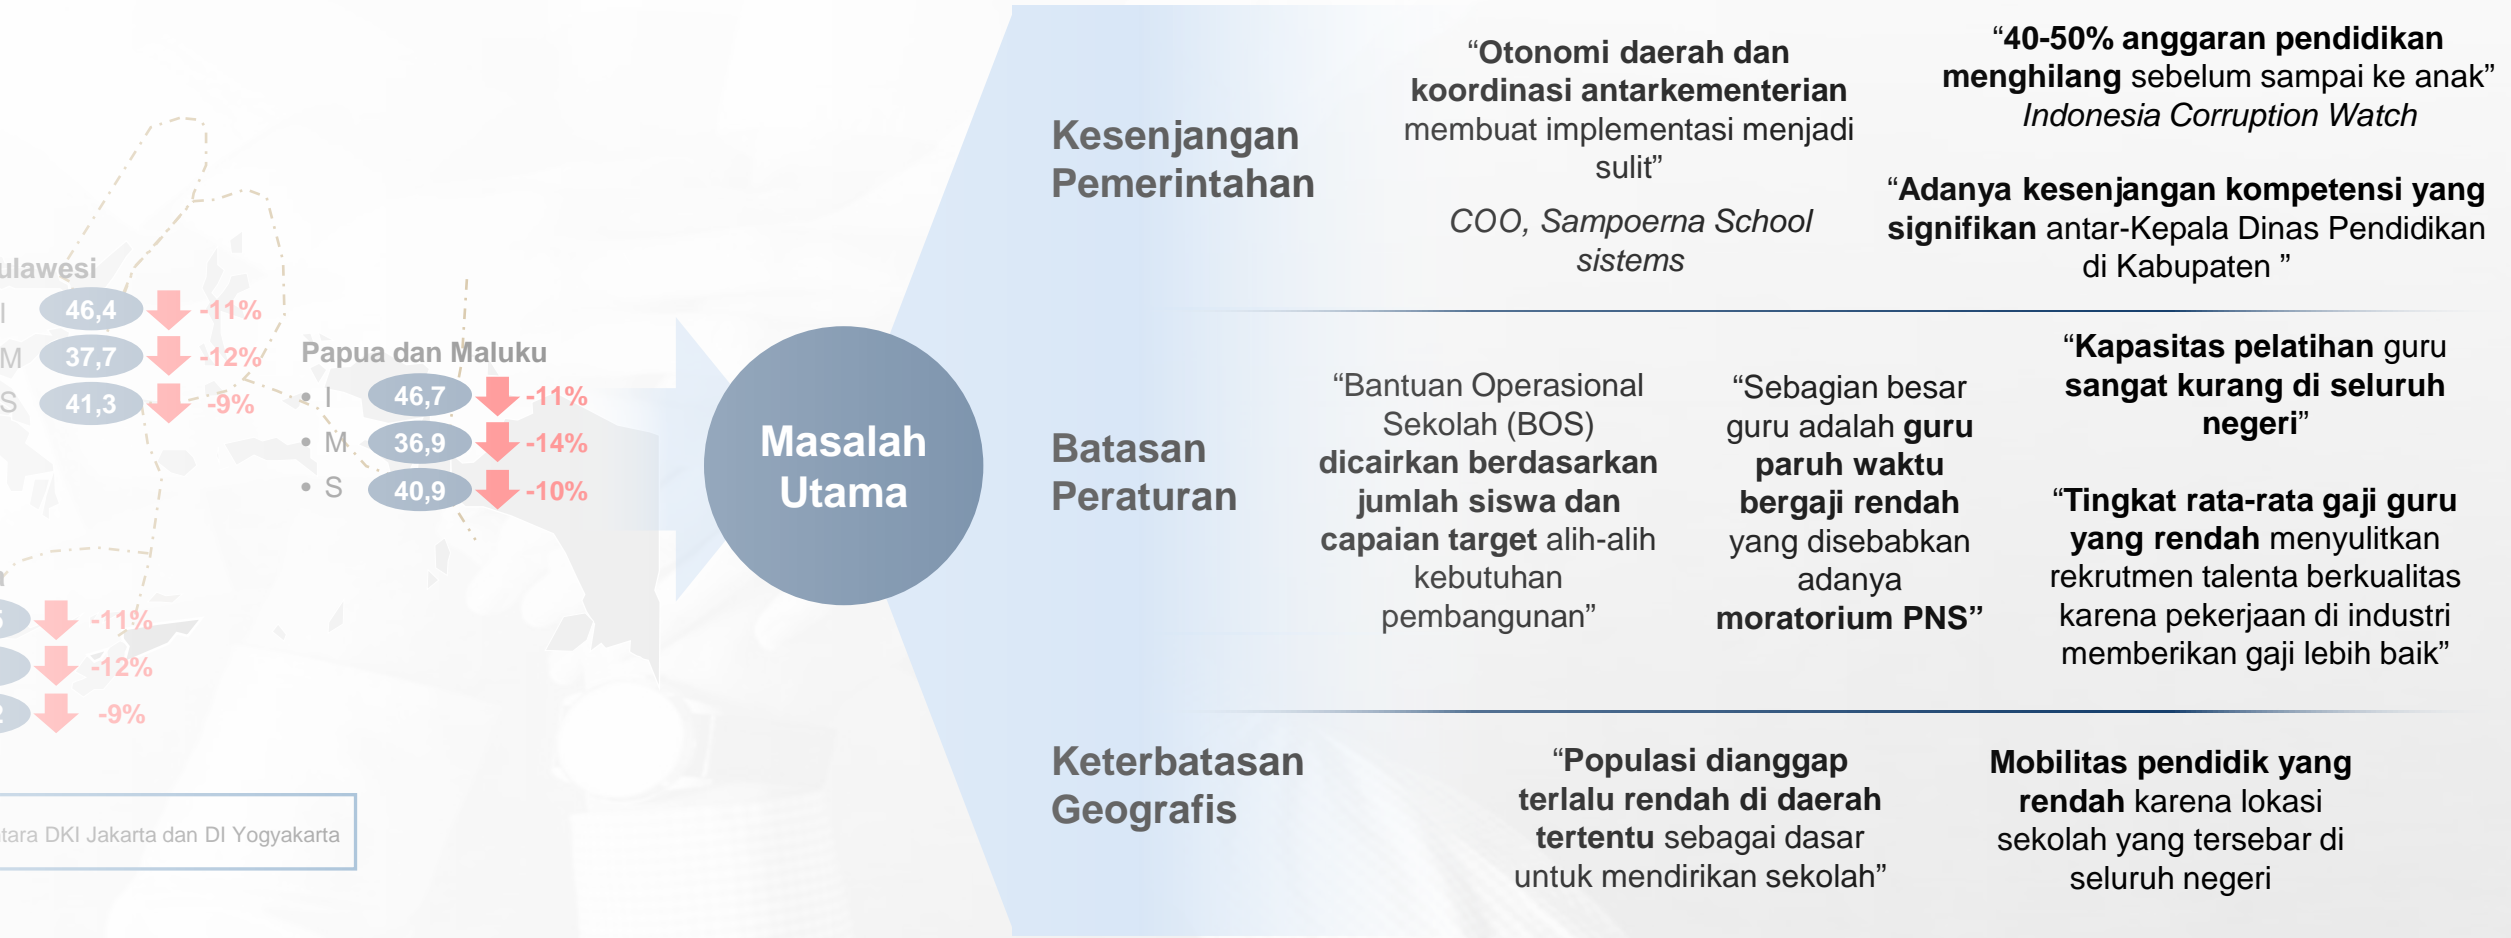 ulawesi
I 46,4 -11%
M 37,7 -12%
S 41,3 -9%
Papua dan Maluku
• I 46,7 -11%
• M 36,9 -14%
• S 40,9 -10%
-11%
-12%
-9%
tara DKI Jakarta dan DI Yogyakarta
Masalah
Utama
Kesenjangan
Pemerintahan
“Otonomi daerah dan
koordinasi antarkementerian
membuat implementasi menjadi
sulit”
COO, Sampoerna School
sistems
“40-50% anggaran pendidikan
menghilang sebelum sampai ke anak”
Indonesia Corruption Watch
“Adanya kesenjangan kompetensi yang
signifikan antar-Kepala Dinas Pendidikan
di Kabupaten ”
Batasan
Peraturan
“Bantuan Operasional
Sekolah (BOS)
dicairkan berdasarkan
jumlah siswa dan
capaian target alih-alih
kebutuhan
pembangunan”
“Sebagian besar
guru adalah guru
paruh waktu
bergaji rendah
yang disebabkan
adanya
moratorium PNS”
“Kapasitas pelatihan guru
sangat kurang di seluruh
negeri”
“Tingkat rata-rata gaji guru
yang rendah menyulitkan
rekrutmen talenta berkualitas
karena pekerjaan di industri
memberikan gaji lebih baik”
Keterbatasan
Geografis
“Populasi dianggap
terlalu rendah di daerah
tertentu sebagai dasar
untuk mendirikan sekolah”
Mobilitas pendidik yang
rendah karena lokasi
sekolah yang tersebar di
seluruh negeri